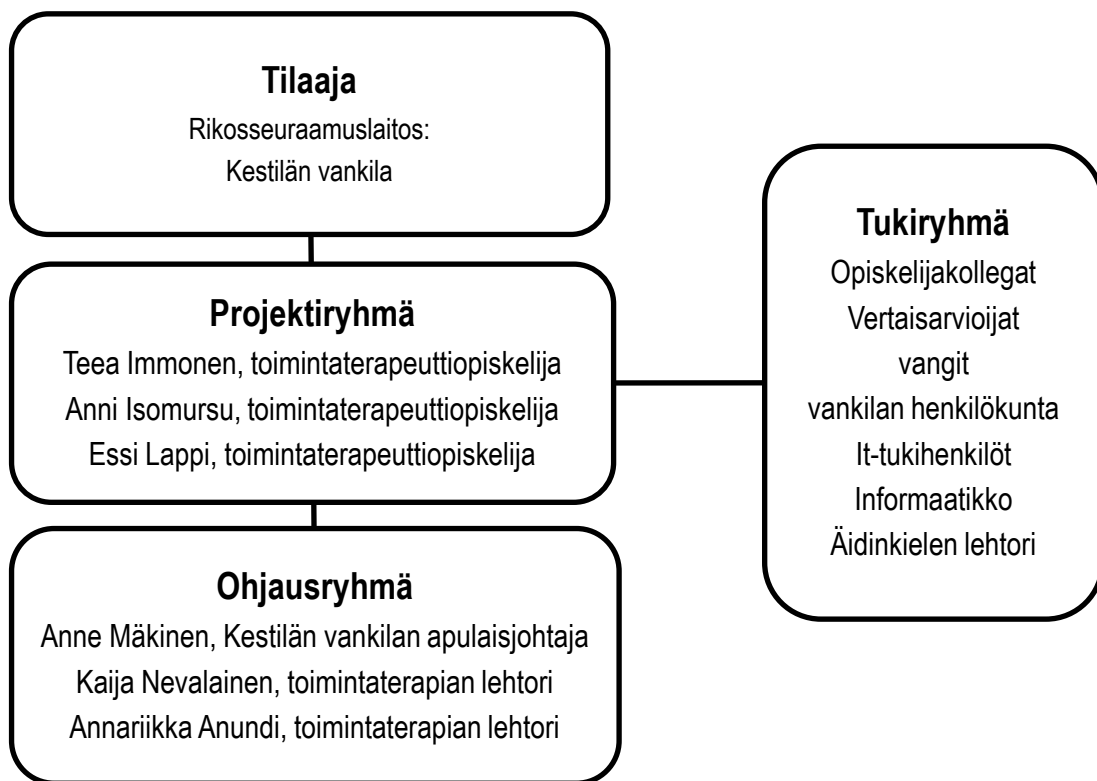 Tilaaja
Rikosseuraamuslaitos:
Kestilän vankila
Projektiryhmä
Teea Immonen, toimintaterapeuttiopiskelija
Anni Isomursu, toimintaterapeuttiopiskelija
Essi Lappi, toimintaterapeuttiopiskelija
Ohjausryhmä
Anne Mäkinen, Kestilän vankilan apulaisjohtaja
Kaija Nevalainen, toimintaterapian lehtori
Annariikka Anundi, toimintaterapian lehtori
Tukiryhmä
Opiskelijakollegat
Vertaisarvioijat
vangit
vankilan henkilökunta
It-tukihenkilöt
Informaatikko
Äidinkielen lehtori